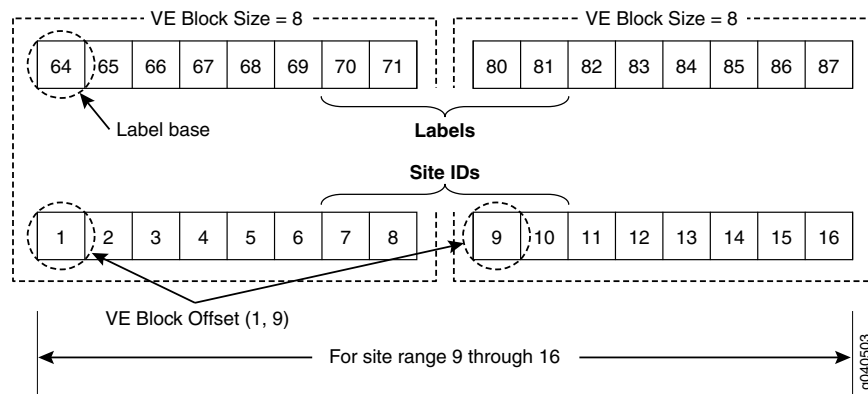 VE Block Size = 8 VE Block Size = 8
64 65 66 67 68 69 70 71 80 81 82 83 84 85 86 87
Label base
Labels
Site IDs
1 2 3 4 5 6 7 8 9 10 11 12 13 14 15 16
VE Block Offset (1, 9)
For site range 9 through 16
g040503